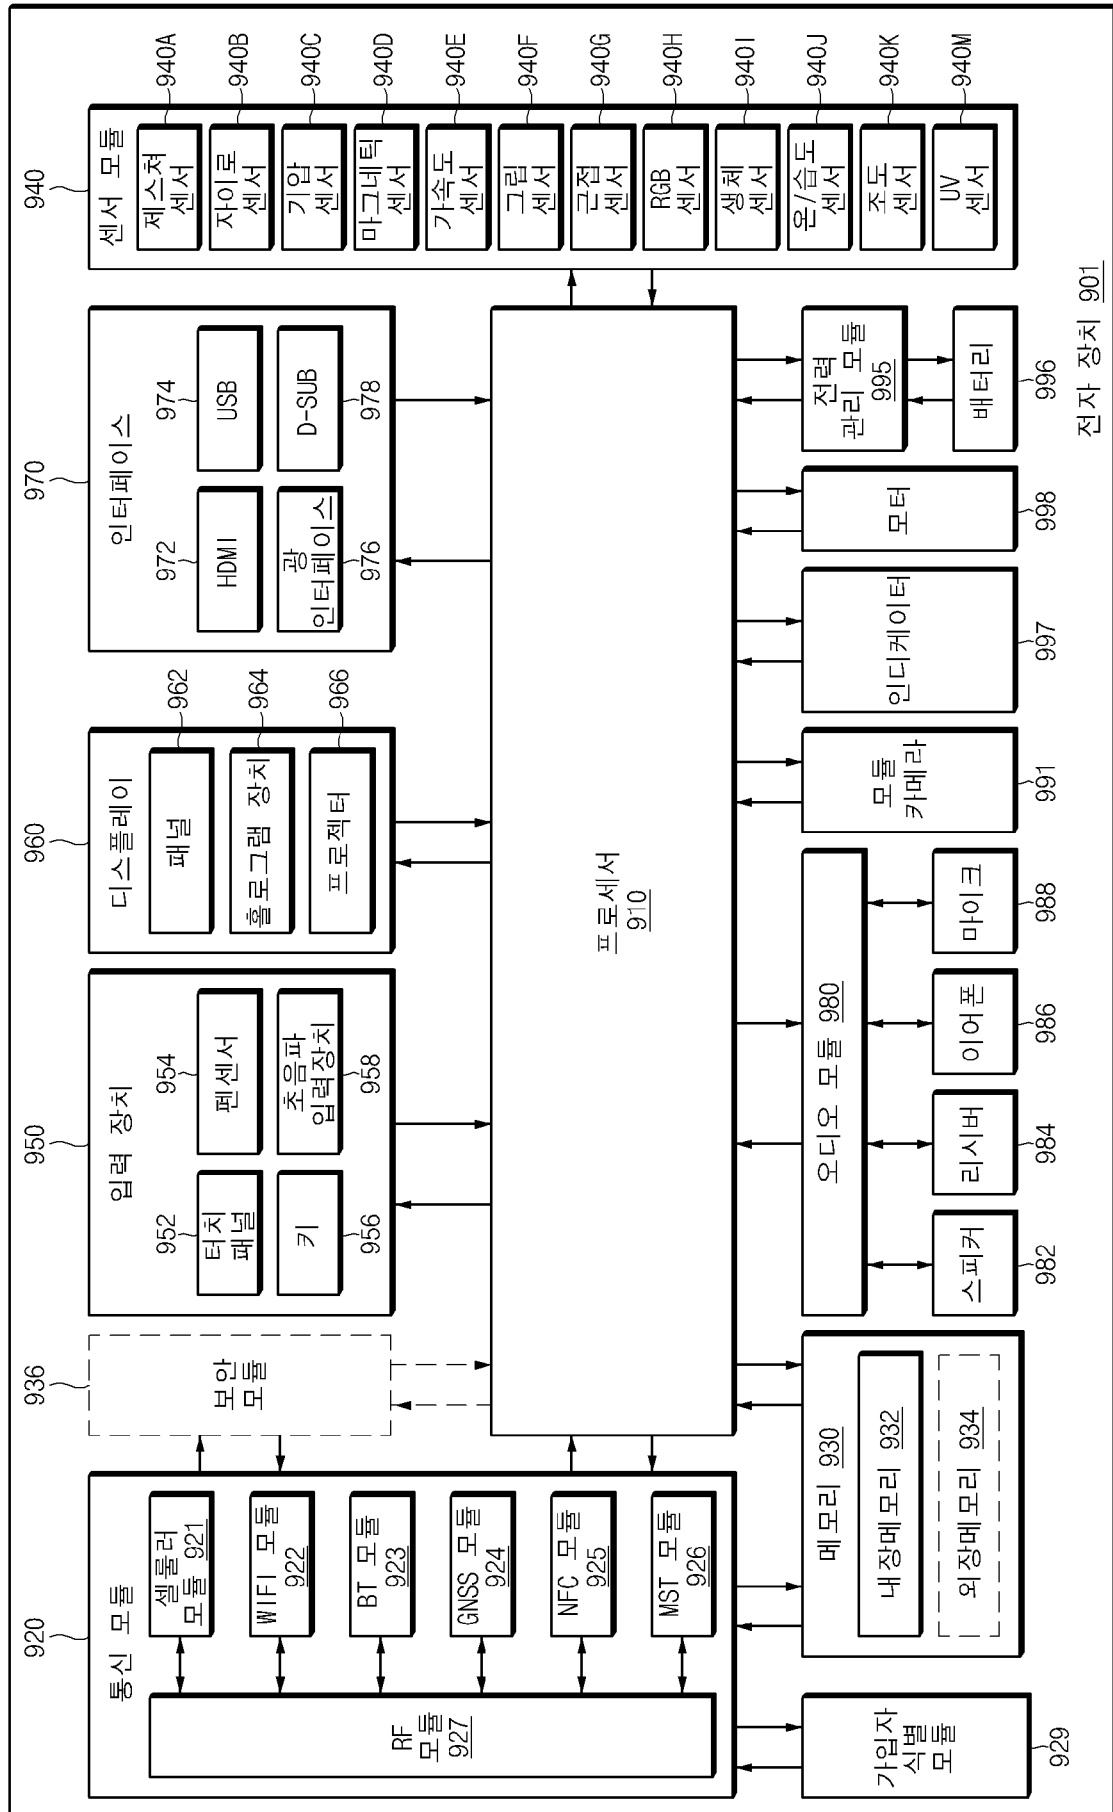 920
통신 모듈
RF
모듈
927
셀룰러
모듈 921
WIFI 모듈
922
BT 모듈
923
GNSS 모듈
924
NFC 모듈
925
MST 모듈
926
936
보안
모듈
950
입력 장치
952
터치
패널
954
펜센서
키
956
초음파
입력장치
958
960
디스플레이
패널
962
홀로그램 장치
964
프로젝터
966
970
인터페이스
972
HDMI
974
USB
광
인터페이스
976
D-SUB
978
940
센서 모듈
제스쳐
센서
940A
자이로
센서
940B
기압
센서
940C
마그네틱
센서
940D
가속도
센서
940E
그립
센서
940F
근접
센서
940G
RGB
센서
940H
생체
센서
940I
온/습도
센서
940J
조도
센서
940K
UV
센서
940M
프로세서
910
가입자
식별
모듈
929
메모리 930
내장메모리 932
외장메모리 934
오디오 모듈 980
스피커
982
리시버
984
이어폰
986
마이크
988
모듈
카메라
991
인디케이터
997
모터
998
전력
관리 모듈
995
배터리
996
전자 장치 901